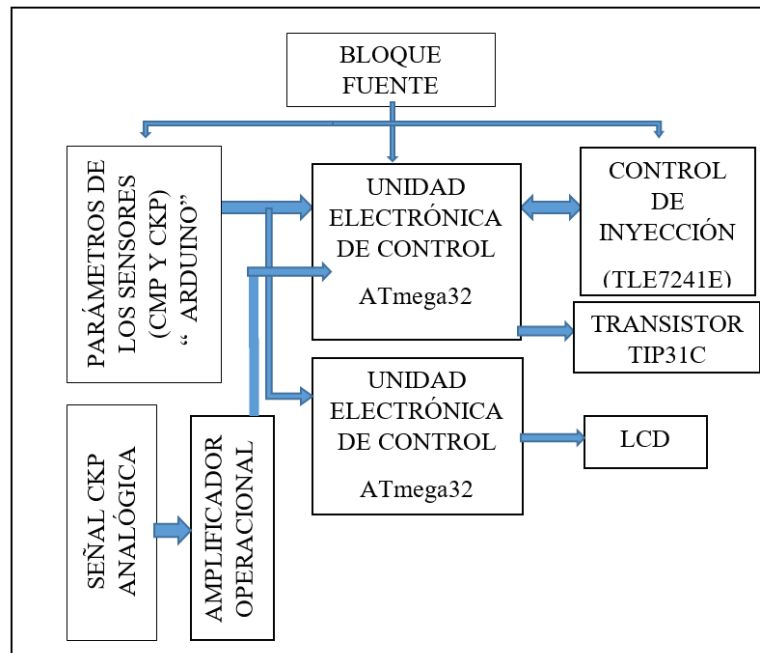 BLOQUE
FUENTE
PARÁMETROS DE
LOS SENSORES
(CMP Y CKP)
“ ARDUINO”
UNIDAD
ELECTRÓNICA
DE CONTROL
ATmega32
CONTROL
DE
INYECCIÓN
(TLE7241E)
TRANSISTOR
TIP31C
UNIDAD
ELECTRÓNICA
DE CONTROL
ATmega32
LCD
SEÑAL CKP
ANALÓGICA
AMPLIFICADOR
OPERACIONAL